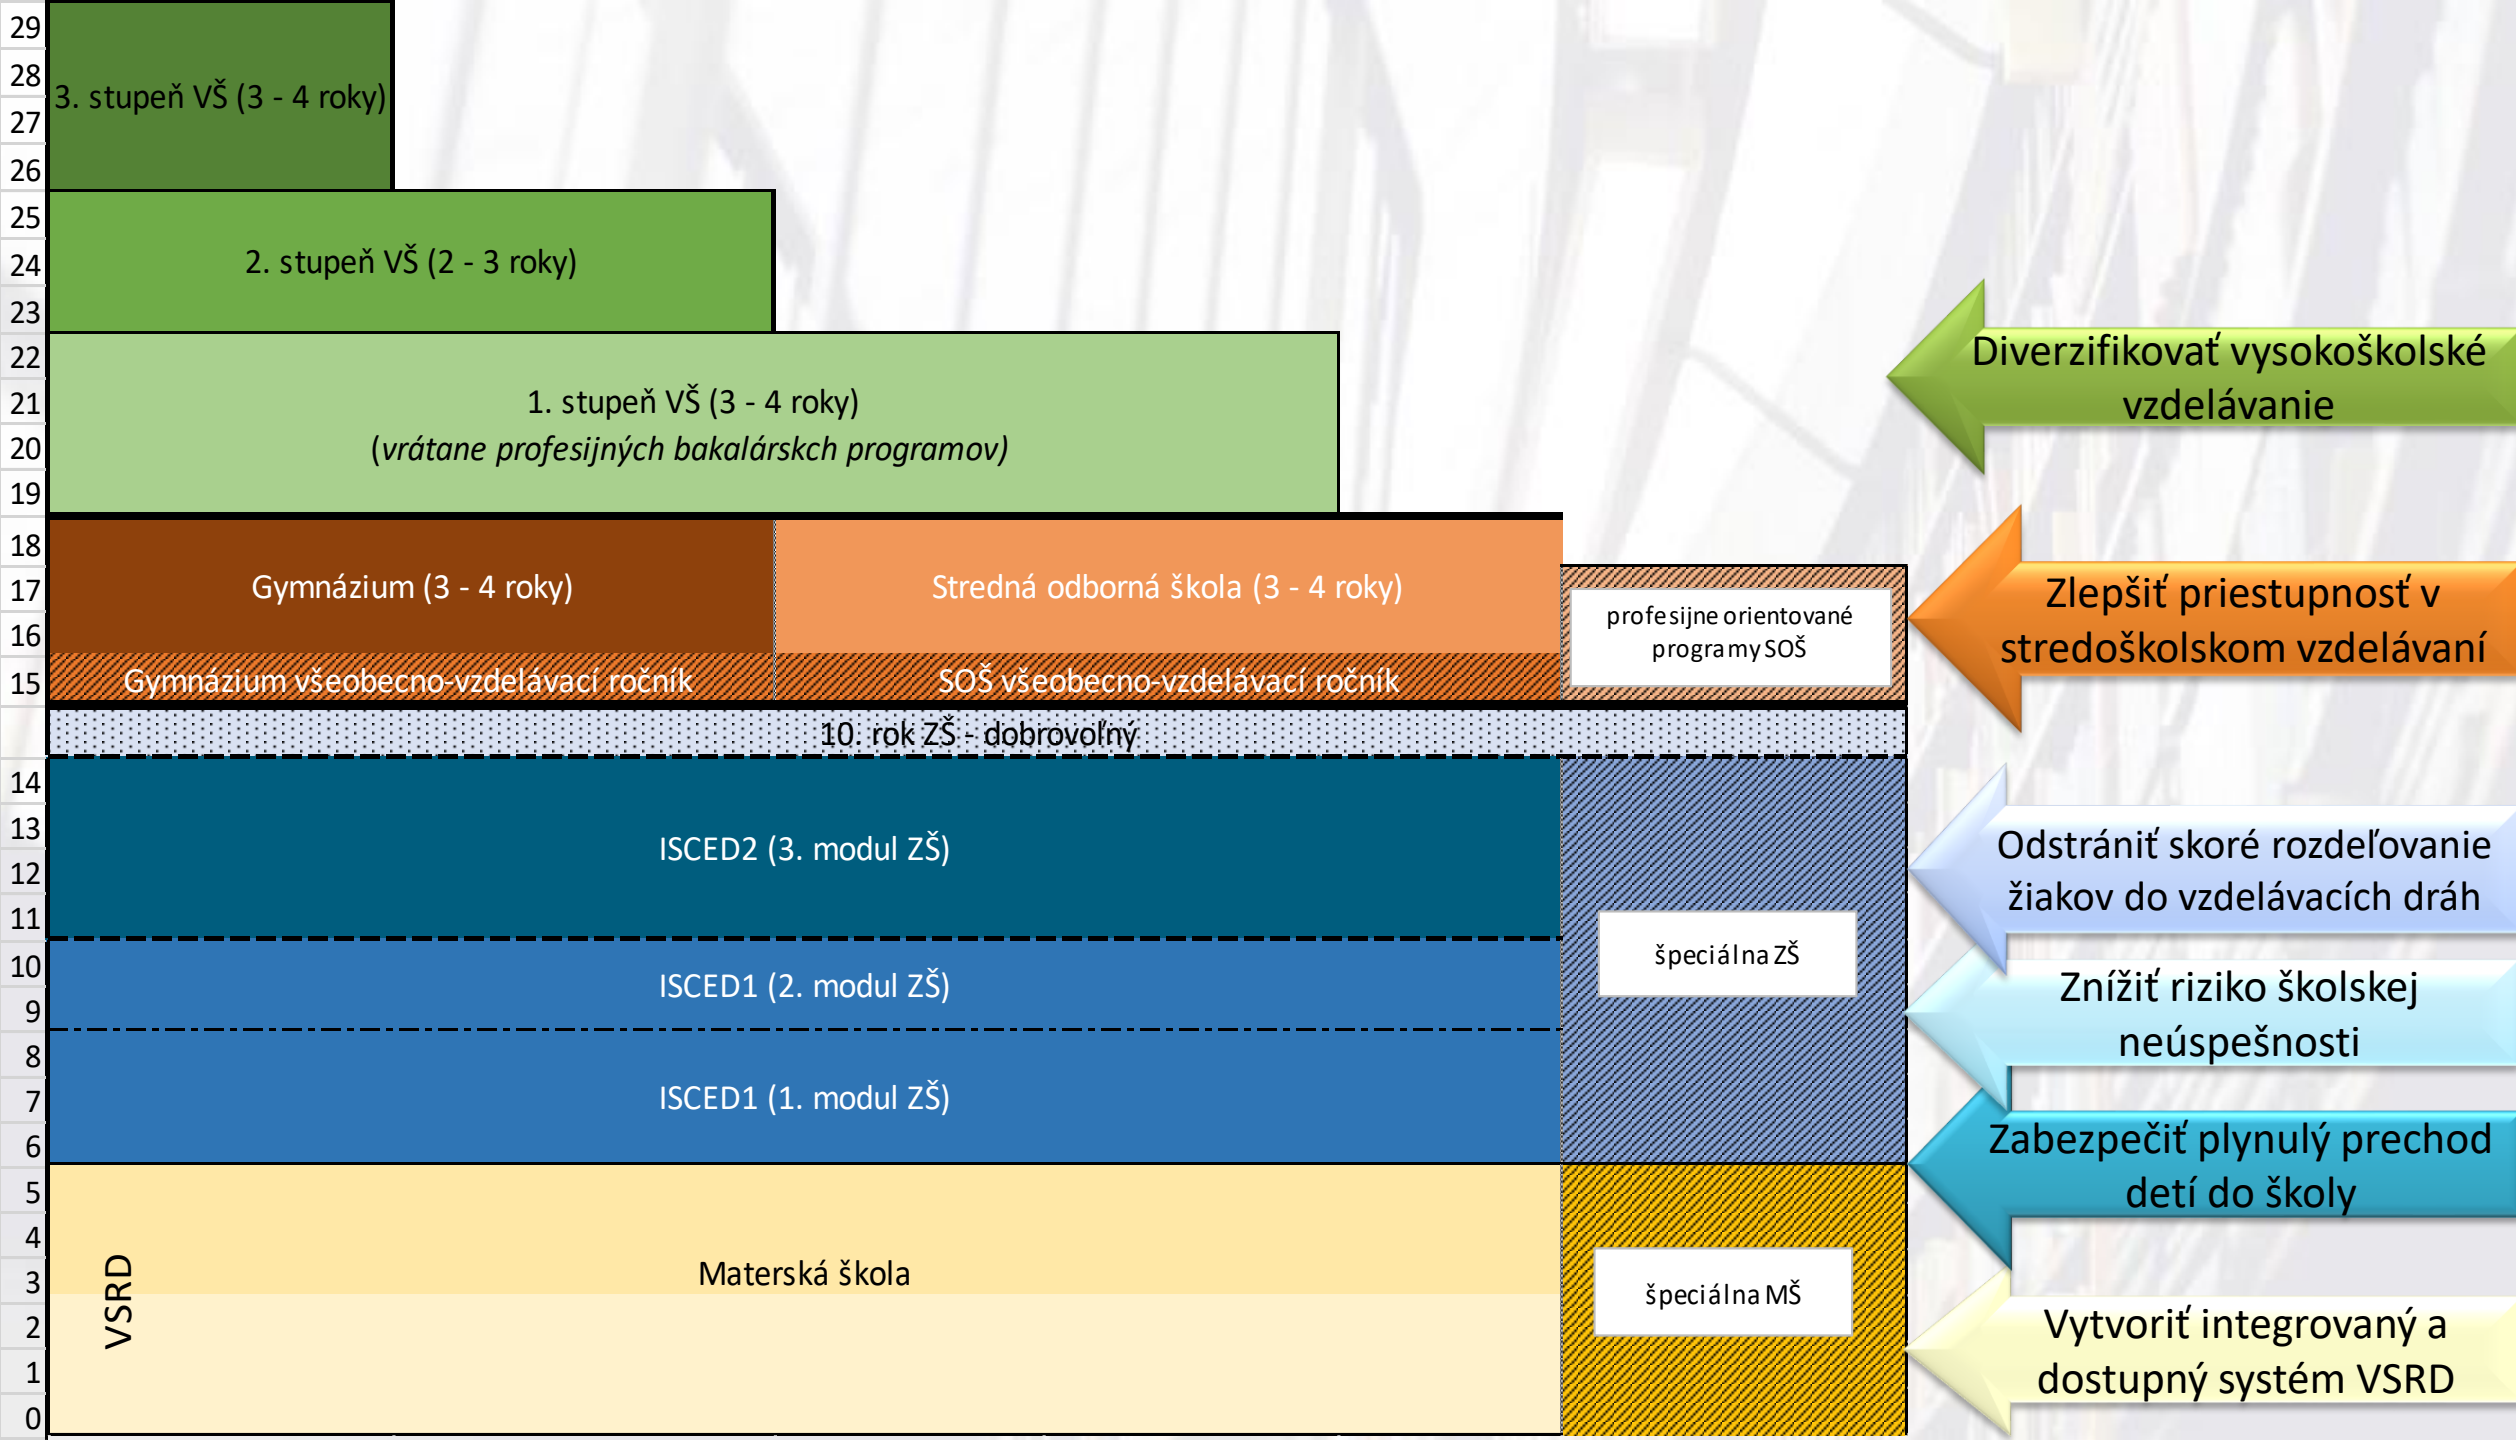 29
28
3. stupeň VŠ (3 - 4 roky)
27
26
25
24
2. stupeň VŠ (2 - 3 roky)
23
22
Diverzifikovať vysokoškolské
vzdelávanie
21
1. stupeň VŠ (3 - 4 roky)
20
(vrátane profesijných bakalárskch programov)
19
18
17
Gymnázium (3 - 4 roky)
Stredná odborná škola (3 - 4 roky)
16
profesijne orientované
programy SOŠ
Zlepšiť priestupnosť v
stredoškolskom vzdelávaní
15
Gymnázium všeobecno-vzdelávací ročník
SOŠ všeobecno-vzdelávací ročník
10. rok ZŠ - dobrovoľný
14
13
12
11
ISCED2 (3. modul ZŠ)
Odstrániť skoré rozdeľovanie
žiakov do vzdelávacích dráh
10
9
ISCED1 (2. modul ZŠ)
špeciálna ZŠ
Znížiť riziko školskej
neúspešnosti
8
7
6
ISCED1 (1. modul ZŠ)
Zabezpečiť plynulý prechod
detí do školy
5
4
3
2
1
0
VSRD
Materská škola
špeciálna MŠ
Vytvoriť integrovaný a
dostupný systém VSRD